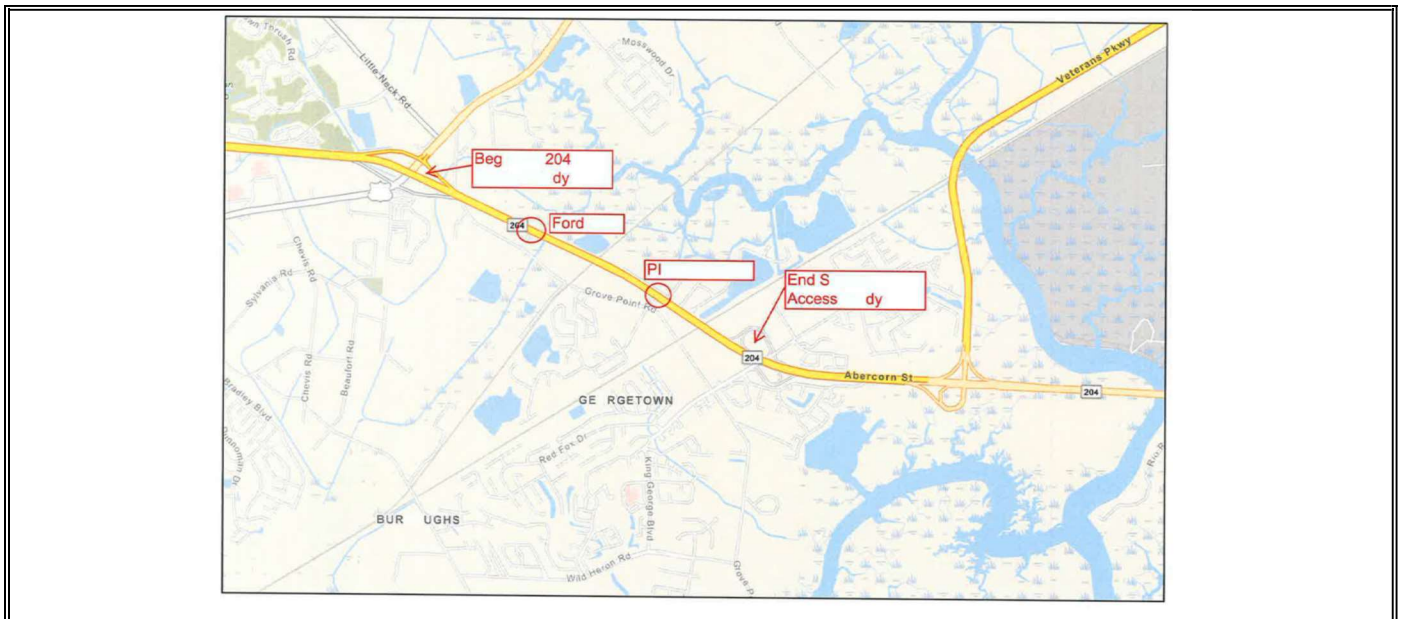 Little Neck Rd
Mosswood Dr
Veterans Pkwy
Beg 204
dy
204
Ford
Pl
End S
Access dy
Chevis Rd
Sylvania Rd
Grove Point Rd
204
Abercorn St
204
Chevis Rd
Beaufort Rd
Bradley Blvd
GE RGETOWN
Red Fox Dr
King George Blvd
BUR UGHS
Wild Heron Rd